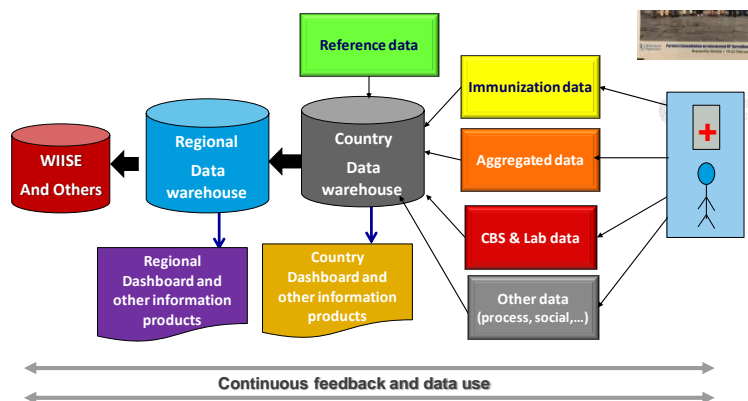 Reference data
Immunization data
Aggregated data
CBS & Lab data
Other data
(process, social,...)
Country
Data
warehouse
Regional
Data
warehouse
WIISE
And Others
Regional
Dashboard and
other information
products
Country
Dashboard and
other information
products
Continuous feedback and data use